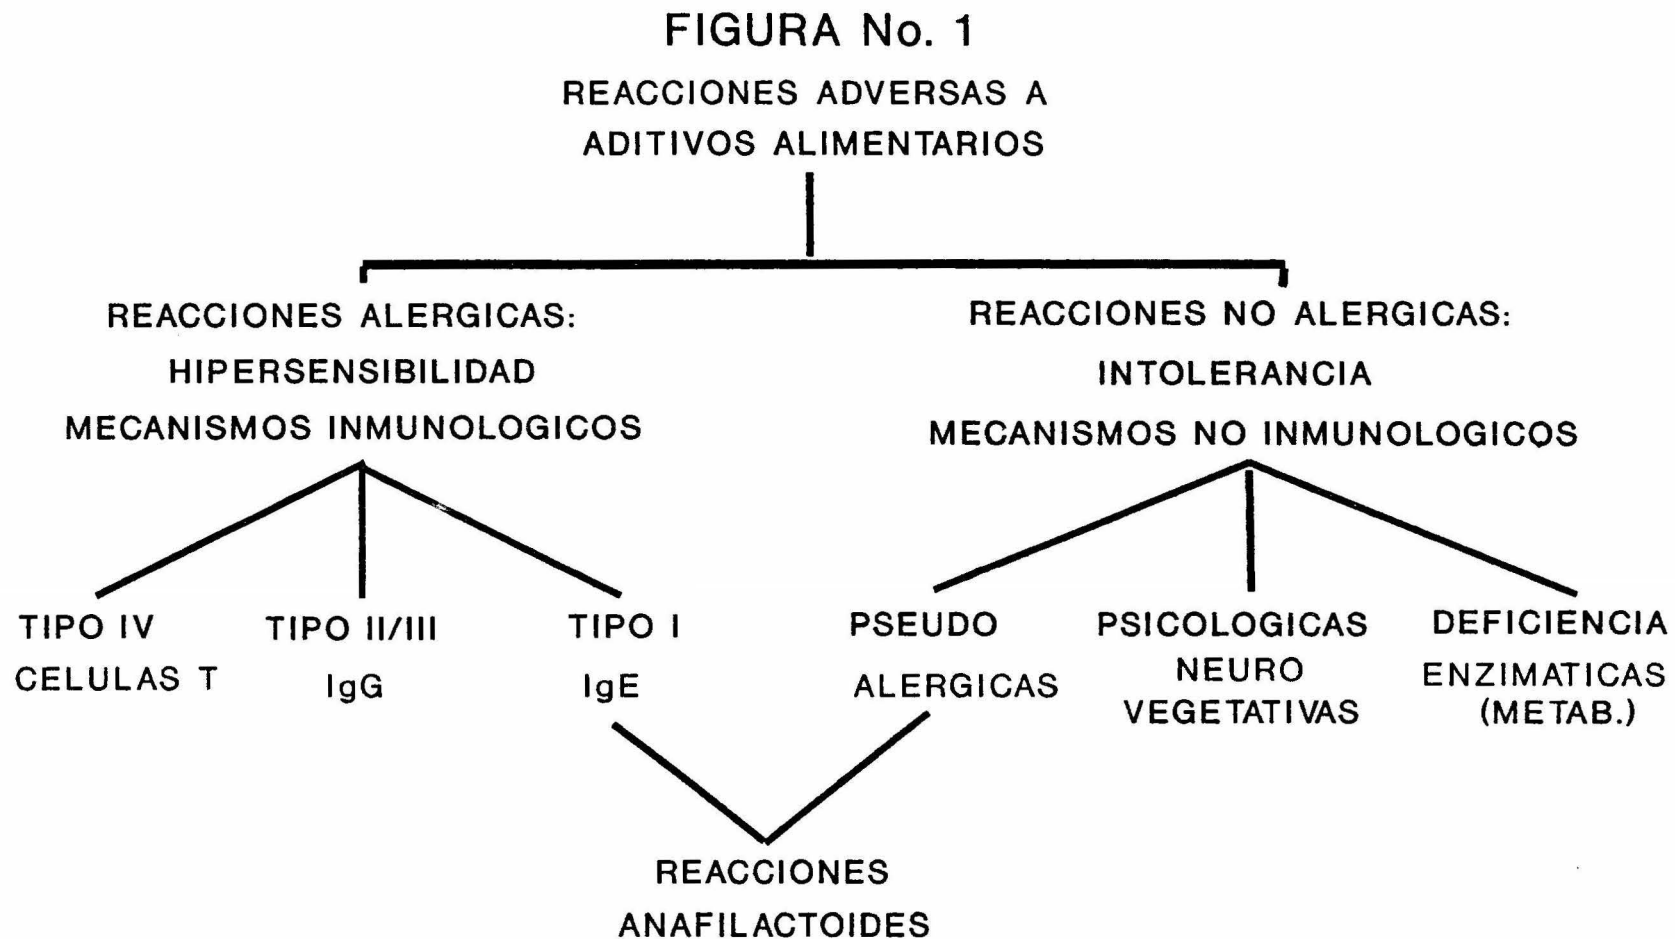 FIGURA No. 1
REACCIONES ADVERSAS A
ADITIVOS ALIMENTARIOS
REACCIONES ALERGICAS:
HIPERSENSIBILIDAD
MECANISMOS INMUNOLOGICOS
REACCIONES NO ALERGICAS:
INTOLERANCIA
MECANISMOS NO INMUNOLOGICOS
TIPO IV
CELULAS T
TIPO II/III
IgG
TIPO I
IgE
PSEUDO
ALERGICAS
PSICOLOGICAS
NEURO
VEGETATIVAS
DEFICIENCIA
ENZIMATICAS
(METAB.)
REACCIONES
ANAFILACTOIDES